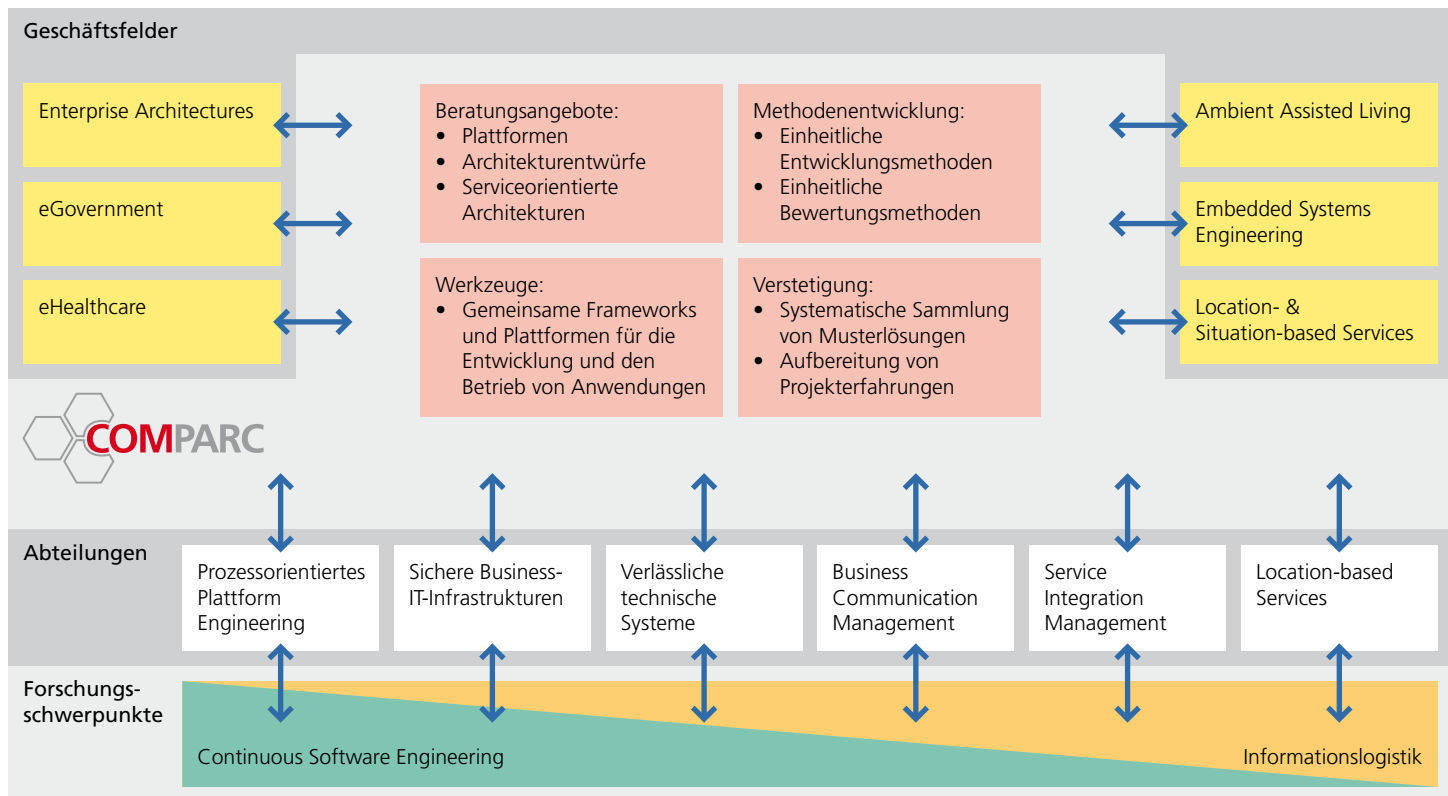 Geschäftsfelder
Enterprise Architectures
eGovernment
eHealthcare
Beratungsangebote:
• Plattformen
• Architekturentwürfe
• Serviceorientierte
Architekturen
Methodenentwicklung:
• Einheitliche
Entwicklungsmethoden
• Einheitliche
Bewertungsmethoden
Werkzeuge:
• Gemeinsame Frameworks
und Plattformen für die
Entwicklung und den
Betrieb von Anwendungen
Verstetigung:
• Systematische Sammlung
von Musterlösungen
• Aufbereitung von
Projekterfahrungen
Ambient Assisted Living
Embedded Systems
Engineering
Location- &
Situation-based Services
COMPARC
Abteilungen
Prozessorientiertes
Plattform
Engineering
Sichere Business-
IT-Infrastrukturen
Verlässliche
technische
Systeme
Business
Communication
Management
Service
Integration
Management
Location-based
Services
Forschungs-
schwerpunkte
Continuous Software Engineering
Informationslogistik